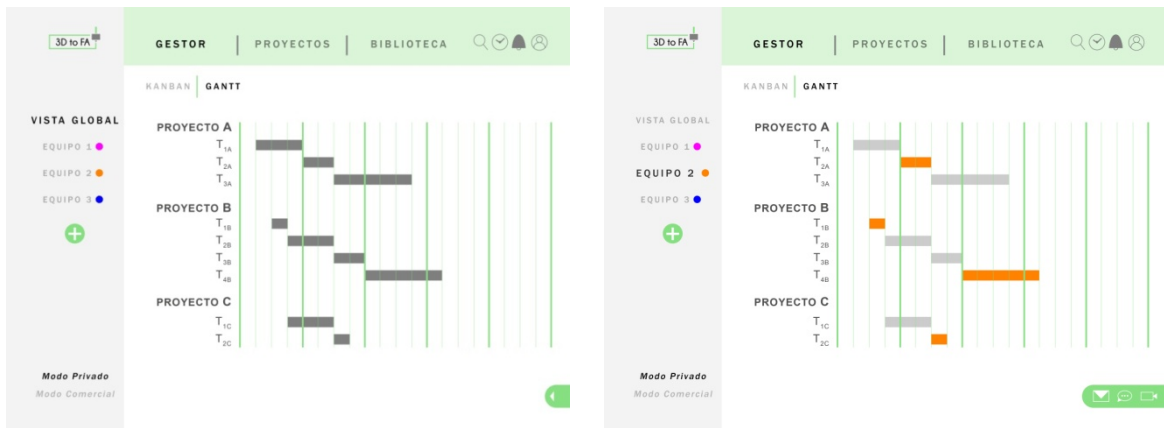 3D to FA
GESTOR | PROYECTOS | BIBLIOTECA
KANBAN | GANTT
VISTA GLOBAL
EQUIPO 1
EQUIPO 2
EQUIPO 3
PROYECTO A
T1A
T2A
T3A
PROYECTO B
T1B
T2B
T3B
T4B
PROYECTO C
T1C
T2C
Modo Privado
Modo Comercial
3D to FA
GESTOR | PROYECTOS | BIBLIOTECA
KANBAN | GANTT
VISTA GLOBAL
EQUIPO 1
EQUIPO 2
EQUIPO 3
PROYECTO A
T1A
T2A
T3A
PROYECTO B
T1B
T2B
T3B
T4B
PROYECTO C
T1C
T2C
Modo Privado
Modo Comercial